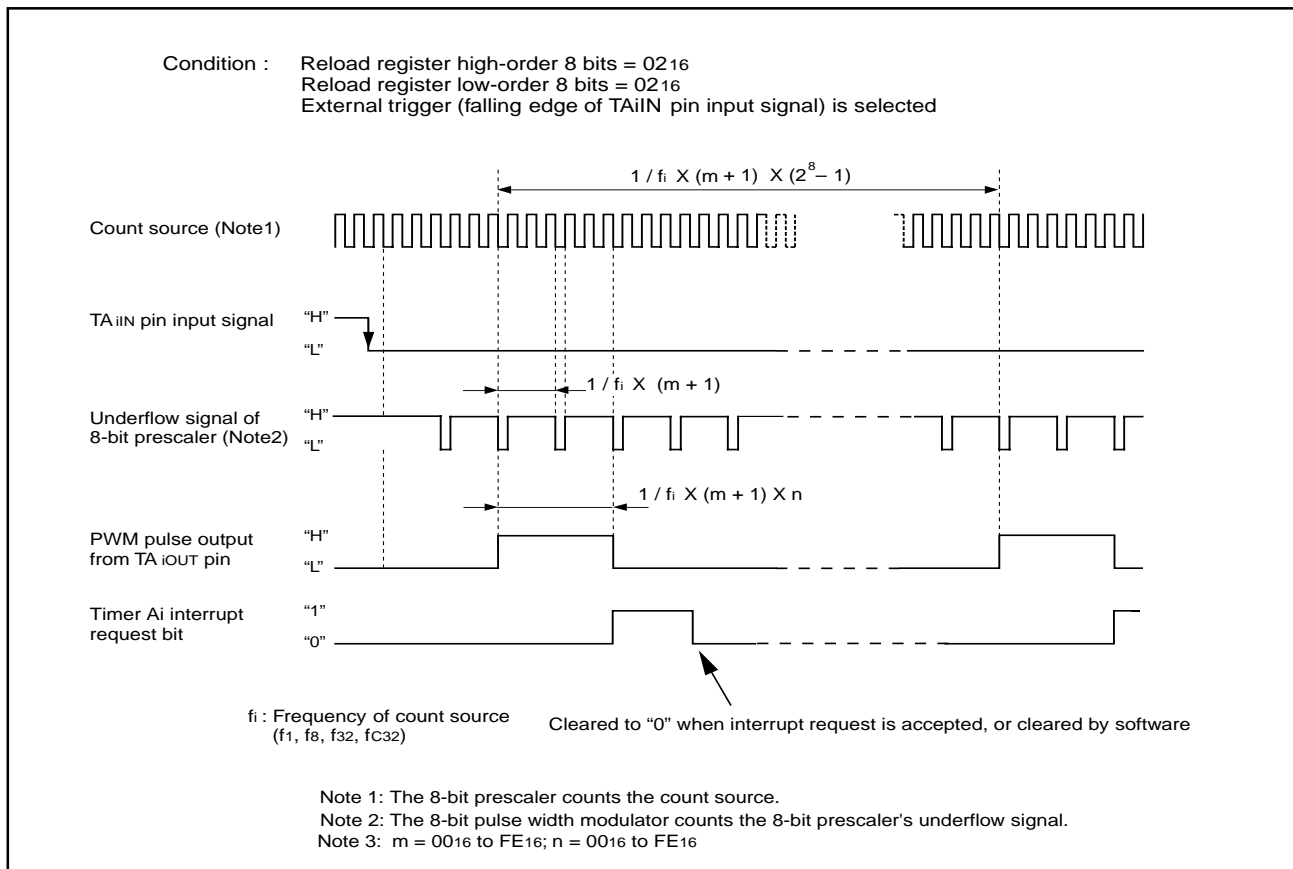 Condition : Reload register high-order 8 bits = 0216
Reload register low-order 8 bits = 0216
External trigger (falling edge of TAiIN pin input signal) is selected
1 / fi X (m + 1) X (2^8 – 1)
Count source (Note1)
TAiIN pin input signal
“H”
“L”
1 / fi X (m + 1)
Underflow signal of
8-bit prescaler (Note2)
“H”
“L”
1 / fi X (m + 1) X n
PWM pulse output
from TAiOUT pin
“H”
“L”
Timer Ai interrupt
request bit
“1”
“0”
fi : Frequency of count source
(f1, f8, f32, fC32)
Cleared to “0” when interrupt request is accepted, or cleared by software
Note 1: The 8-bit prescaler counts the count source.
Note 2: The 8-bit pulse width modulator counts the 8-bit prescaler's underflow signal.
Note 3: m = 0016 to FE16; n = 0016 to FE16